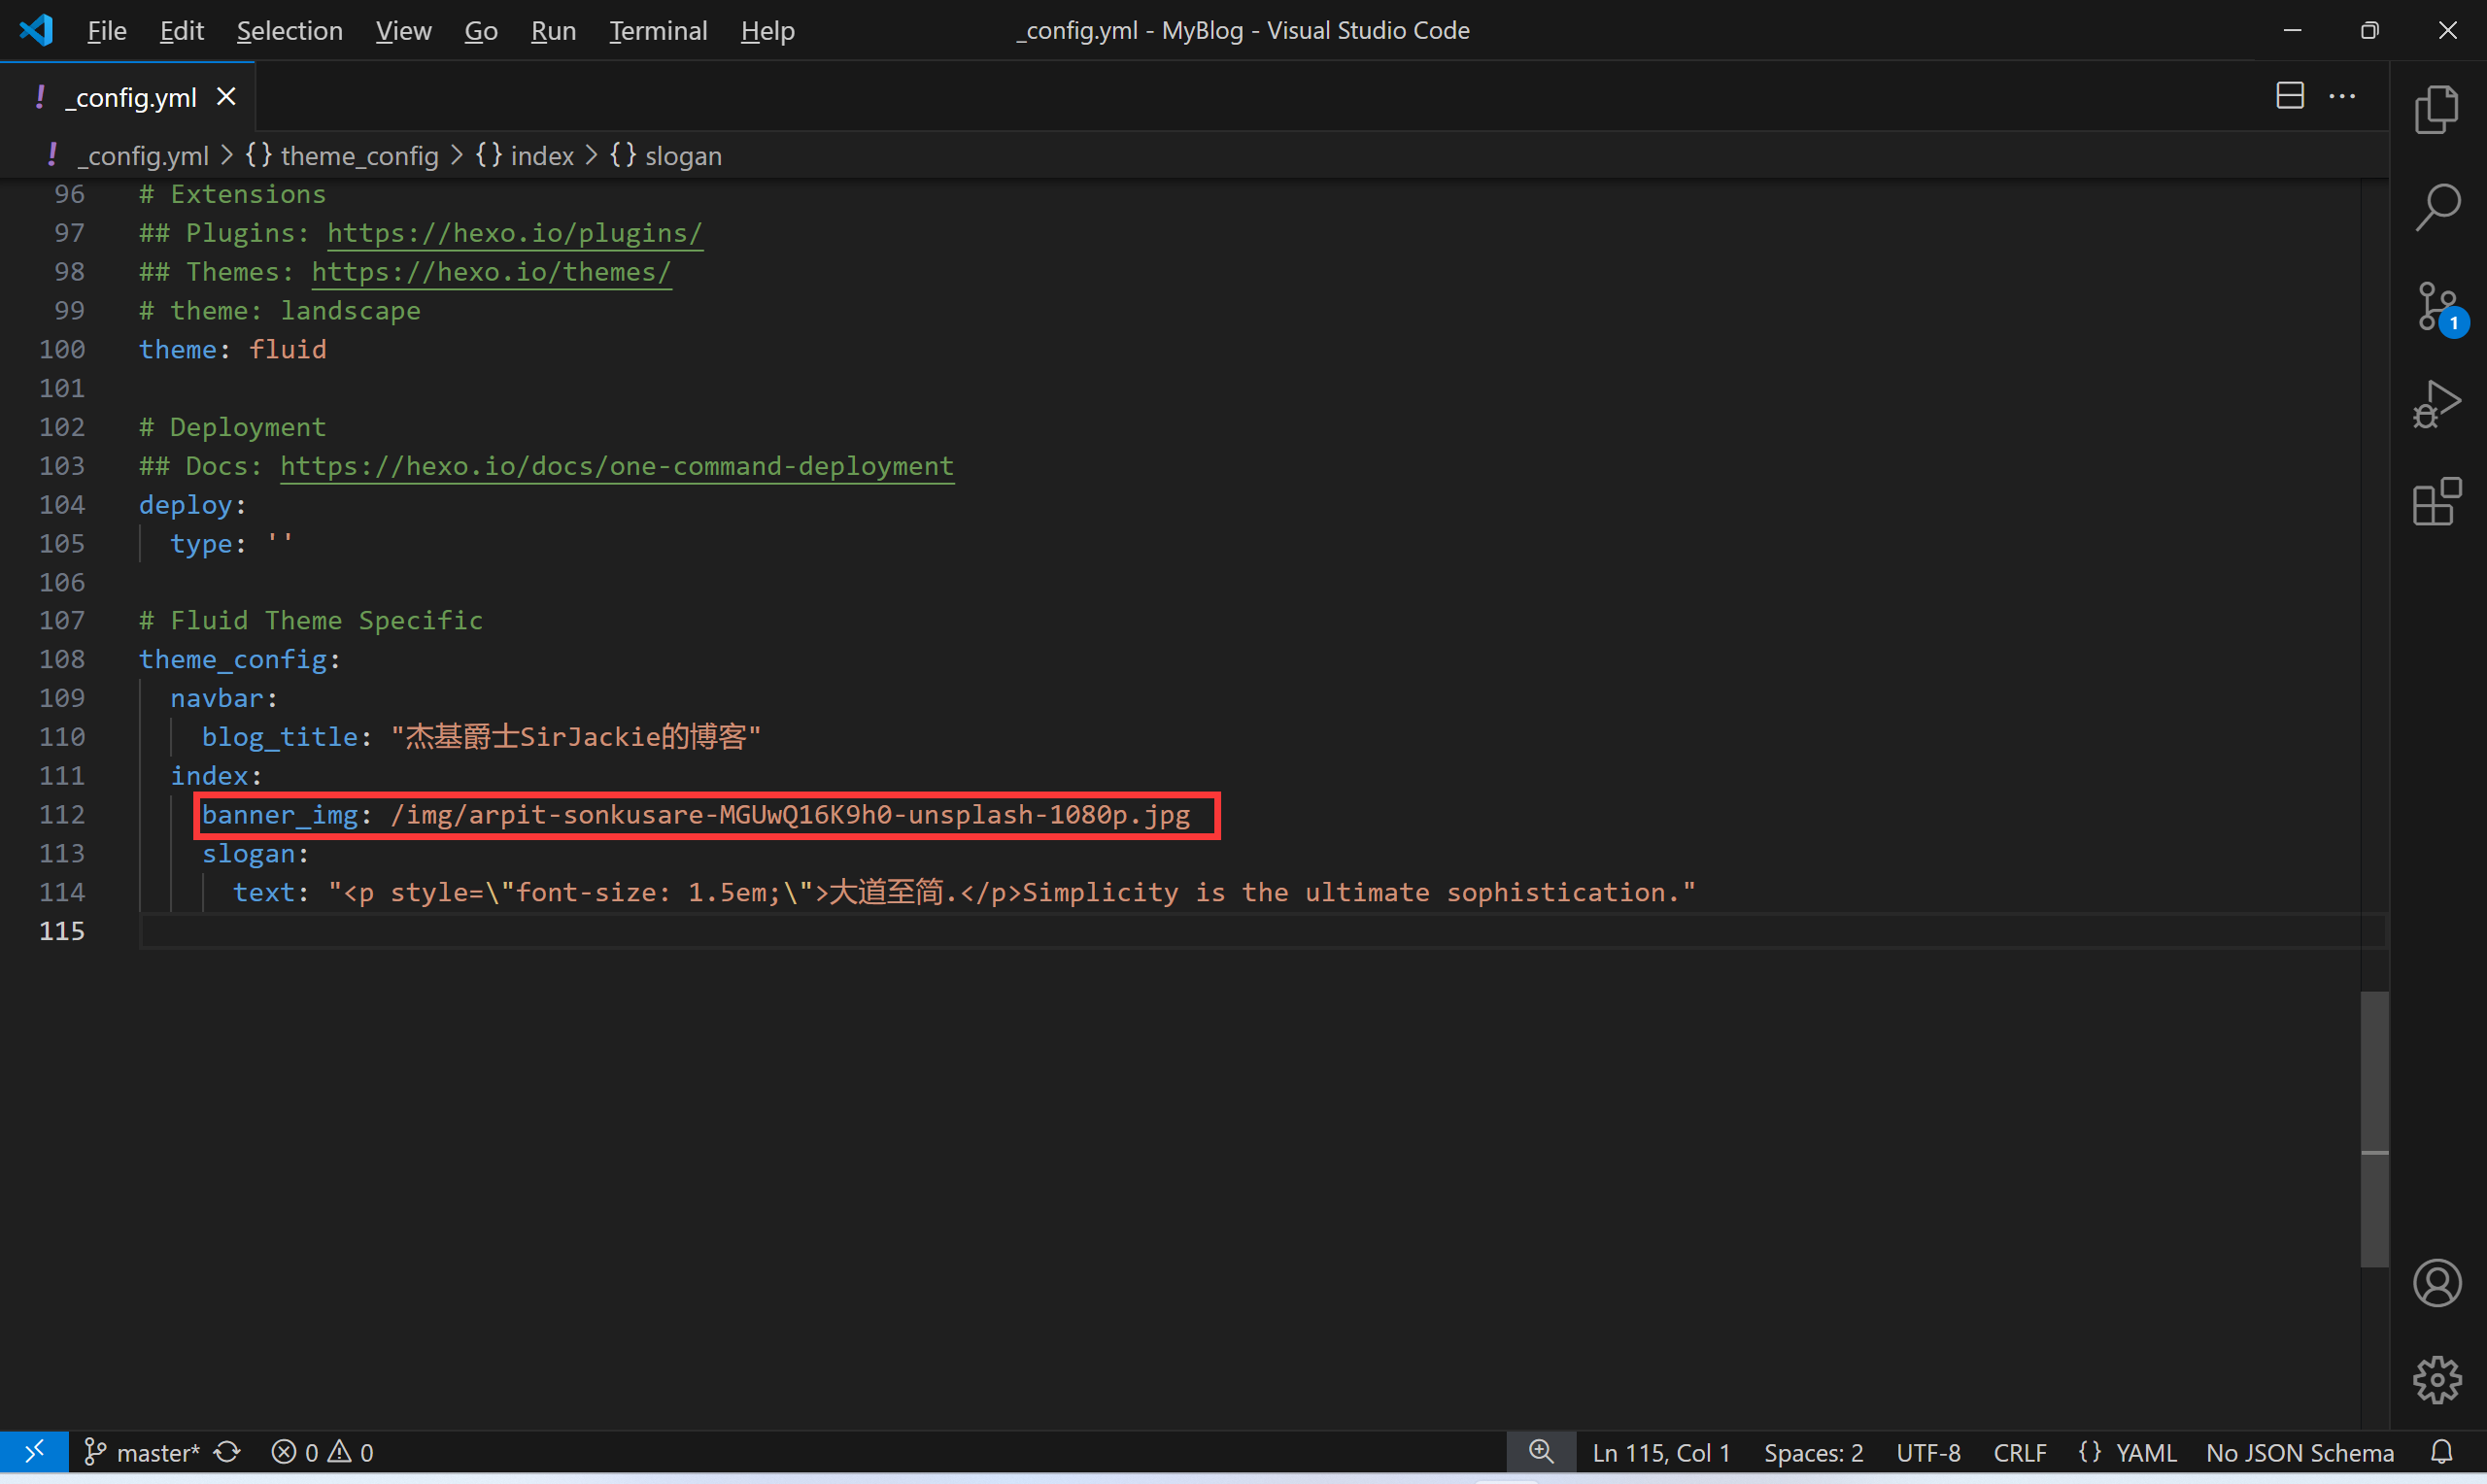 File Edit Selection View Go Run Terminal Help _config.yml - MyBlog - Visual Studio Code
! _config.yml
! _config.yml > {} theme_config > {} index > {} slogan
96 # Extensions
97 ## Plugins: https://hexo.io/plugins/
98 ## Themes: https://hexo.io/themes/
99 # theme: landscape
100 theme: fluid
101
102 # Deployment
103 ## Docs: https://hexo.io/docs/one-command-deployment
104 deploy:
105 type: ''
106
107 # Fluid Theme Specific
108 theme_config:
109 navbar:
110 blog_title: "杰基爵士SirJackie的博客"
111 index:
112 banner_img: /img/arpit-sonkusare-MGUwQ16K9h0-unsplash-1080p.jpg
113 slogan:
114 text: "<p style=\"font-size: 1.5em;\">大道至简.</p>Simplicity is the ultimate sophistication."
115
1
master* 0 0 Ln 115, Col 1 Spaces: 2 UTF-8 CRLF {} YAML No JSON Schema